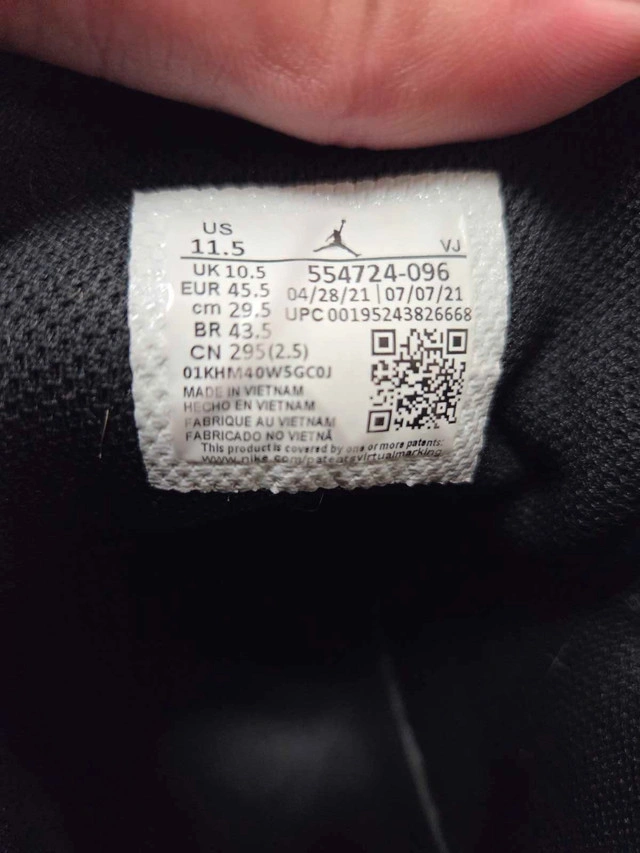 US
11.5
VJ
UK 10.5
554724-096
EUR 45.5
04/28/21 | 07/07/21
cm 29.5
UPC 00195243826668
BR 43.5
CN 295(2.5)
01KHM40W5GC0J
MADE IN VIETNAM
HECHO EN VIETNAM
FABRIQUE AU VIETNAM
FABRICADO NO VIETNÃ
This product is covered by one or more patents:
www.nike.com/patentsvirtualmarking